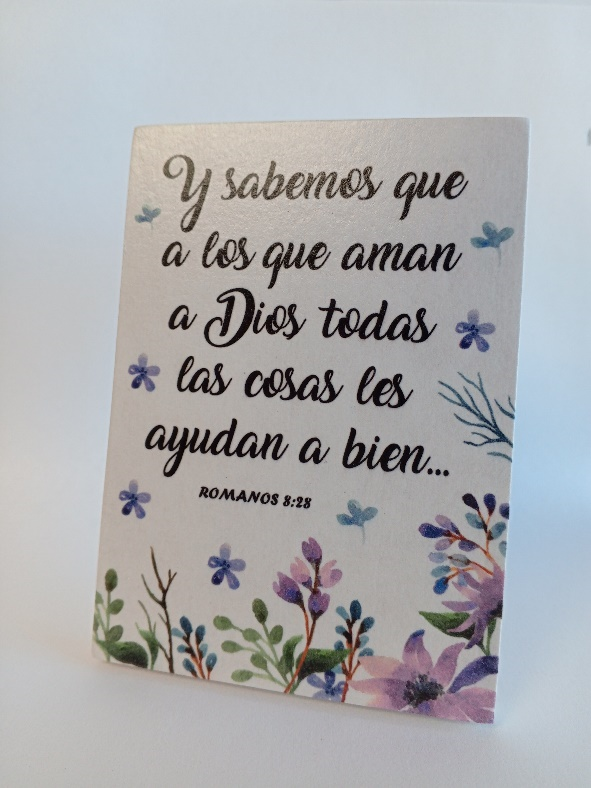 Y sabemos que
a los que aman
a Dios todas
las cosas les
ayudan a bien...
ROMANOS 8:28